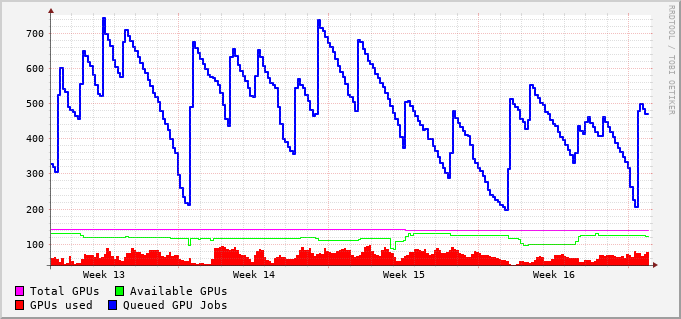 700
600
500
400
300
200
100
Week 13 Week 14 Week 15 Week 16
Total GPUs Available GPUs
GPUs used Queued GPU Jobs
RRDTOOL / TOBI OETIKER